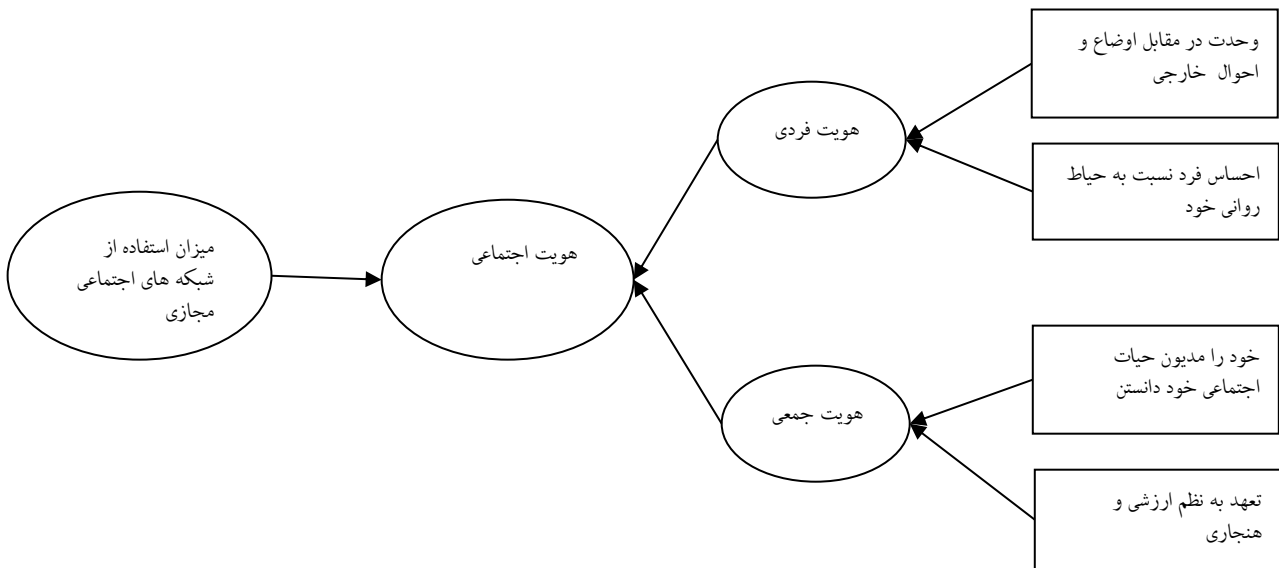 وحدت در مقابل اوضاع و
احوال خارجی
هویت فردی
احساس فرد نسبت به حیاط
روانی خود
میزان استفاده از
شبکه های اجتماعی
مجازی
هویت اجتماعی
خود را مدیون حیات
اجتماعی خود دانستن
هویت جمعی
تعهد به نظم ارزشی و
هنجاری